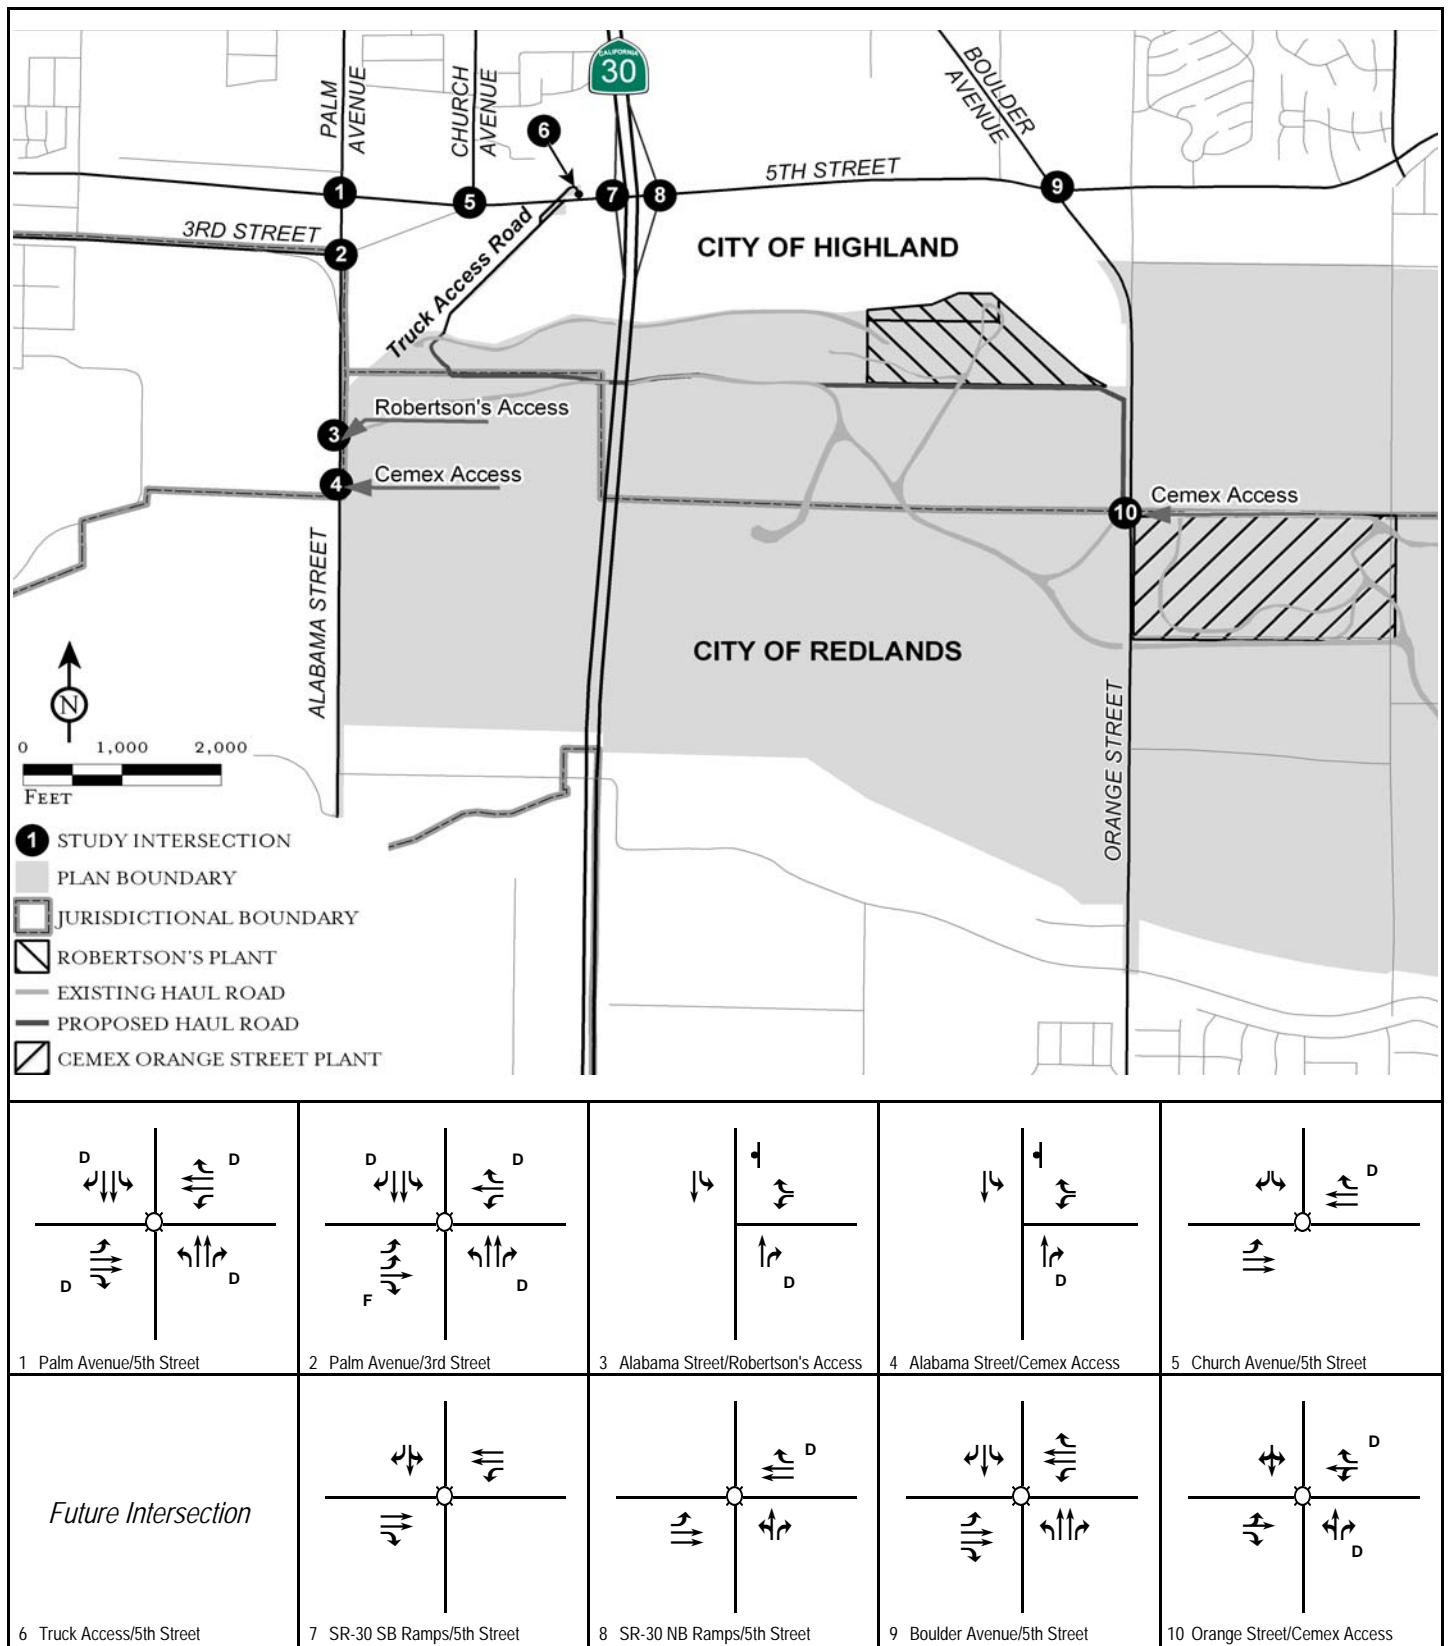 CALIFORNIA
30
PALM
AVENUE
CHURCH
AVENUE
BOULDER
AVENUE
6
5TH STREET
1
5
7
8
9
3RD STREET
2
Truck Access Road
CITY OF HIGHLAND
Robertson's Access
3
Cemex Access
4
10
Cemex Access
ALABAMA STREET
CITY OF REDLANDS
ORANGE STREET
N
0 1,000 2,000
FEET
1 STUDY INTERSECTION
PLAN BOUNDARY
JURISDICTIONAL BOUNDARY
ROBERTSON'S PLANT
EXISTING HAUL ROAD
PROPOSED HAUL ROAD
CEMEX ORANGE STREET PLANT
D
D
D
D
1 Palm Avenue/5th Street
D
D
F
D
2 Palm Avenue/3rd Street
D
3 Alabama Street/Robertson's Access
D
4 Alabama Street/Cemex Access
D
5 Church Avenue/5th Street
Future Intersection
6 Truck Access/5th Street
7 SR-30 SB Ramps/5th Street
D
8 SR-30 NB Ramps/5th Street
9 Boulder Avenue/5th Street
D
D
10 Orange Street/Cemex Access